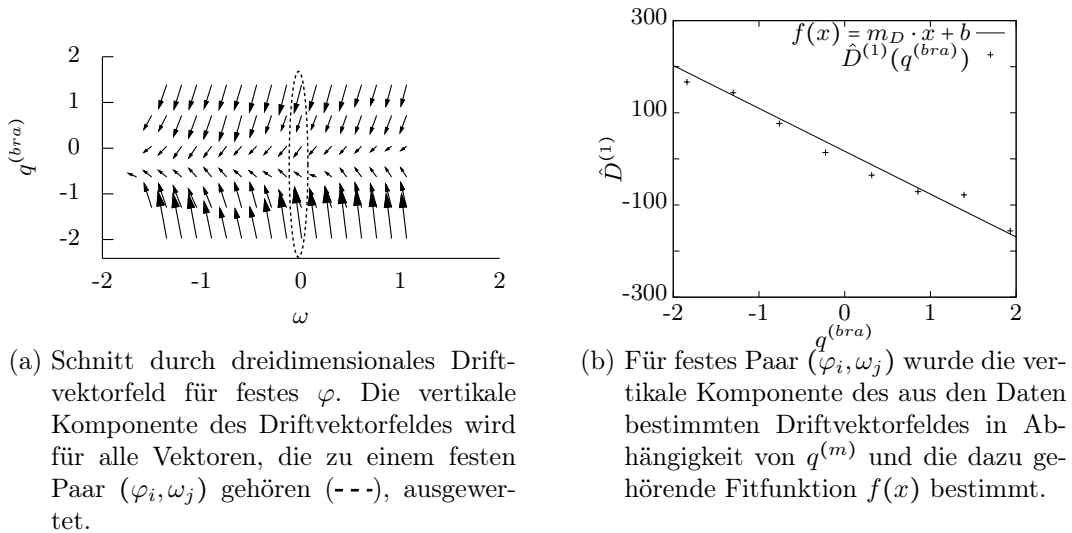 2
1
0
-1
-2
q^(bra)
-2
-1
0
1
2
ω
(a) Schnitt durch dreidimensionales Drift-
vektorfeld für festes φ. Die vertikale
Komponente des Driftvektorfeldes wird
für alle Vektoren, die zu einem festen
Paar (φ_i, ω_j) gehören (---), ausgewer-
tet.
300
100
-100
-300
D̂^(1)
f(x) = m_D · x + b
D̂^(1)(q^(bra))
-2
-1
0
1
2
q^(bra)
(b) Für festes Paar (φ_i, ω_j) wurde die ver-
tikale Komponente des aus den Daten
bestimmten Driftvektorfeldes in Ab-
hängigkeit von q^(m) und die dazu ge-
hörende Fitfunktion f(x) bestimmt.